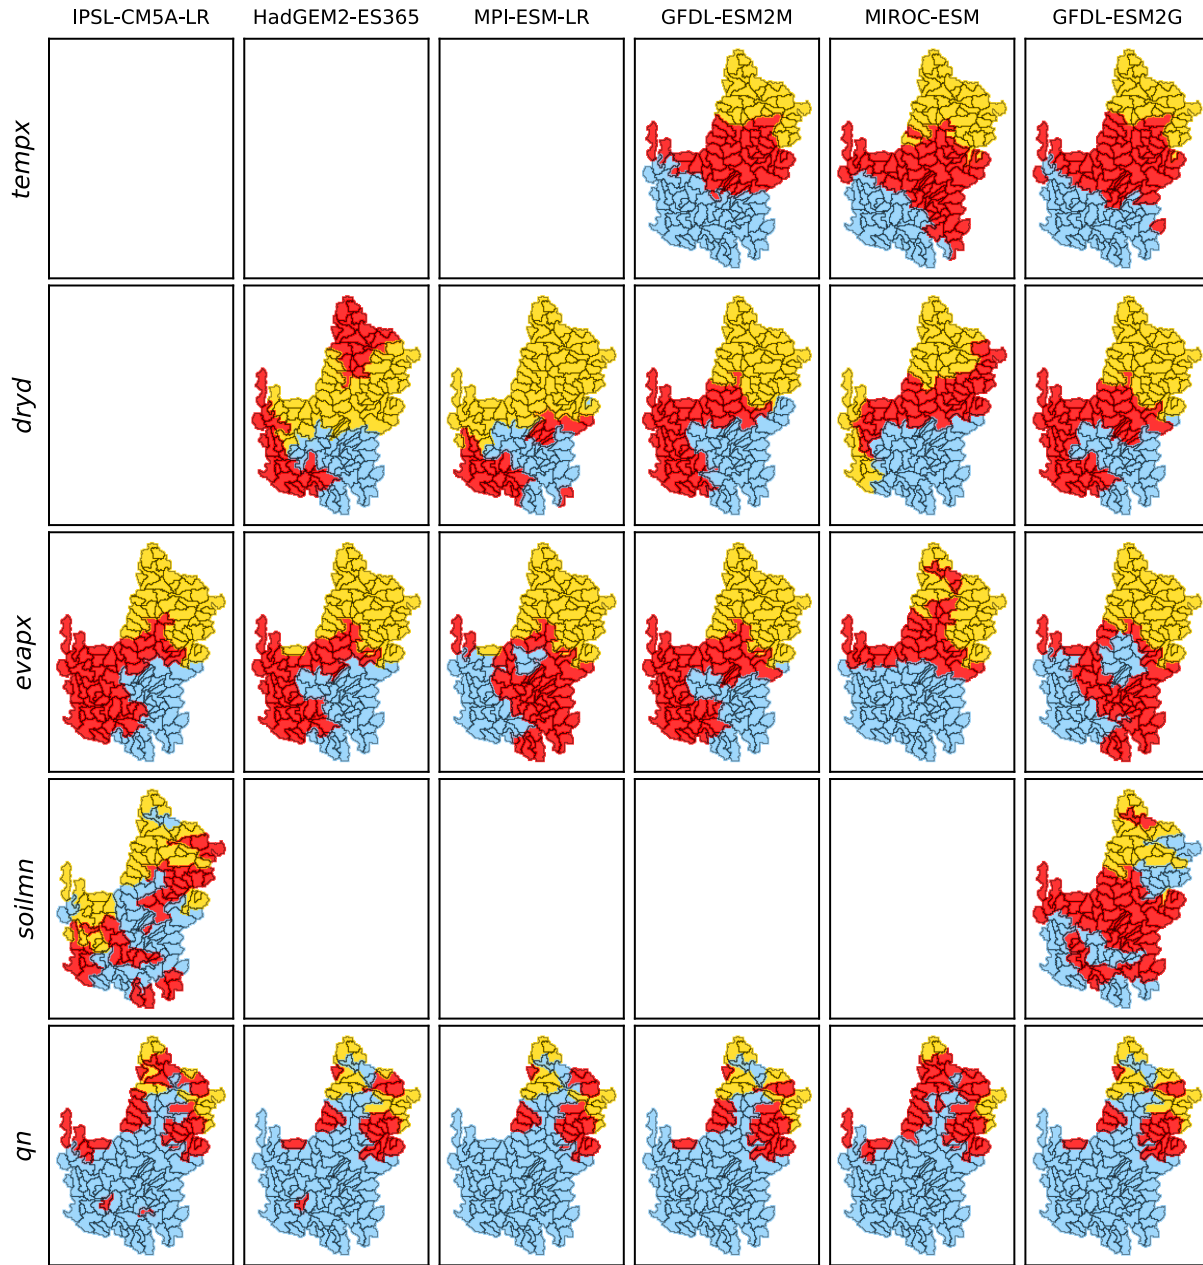 IPSL-CM5A-LR HadGEM2-ES365 MPI-ESM-LR GFDL-ESM2M MIROC-ESM GFDL-ESM2G
tempx
dryd
evapx
soilmn
qn